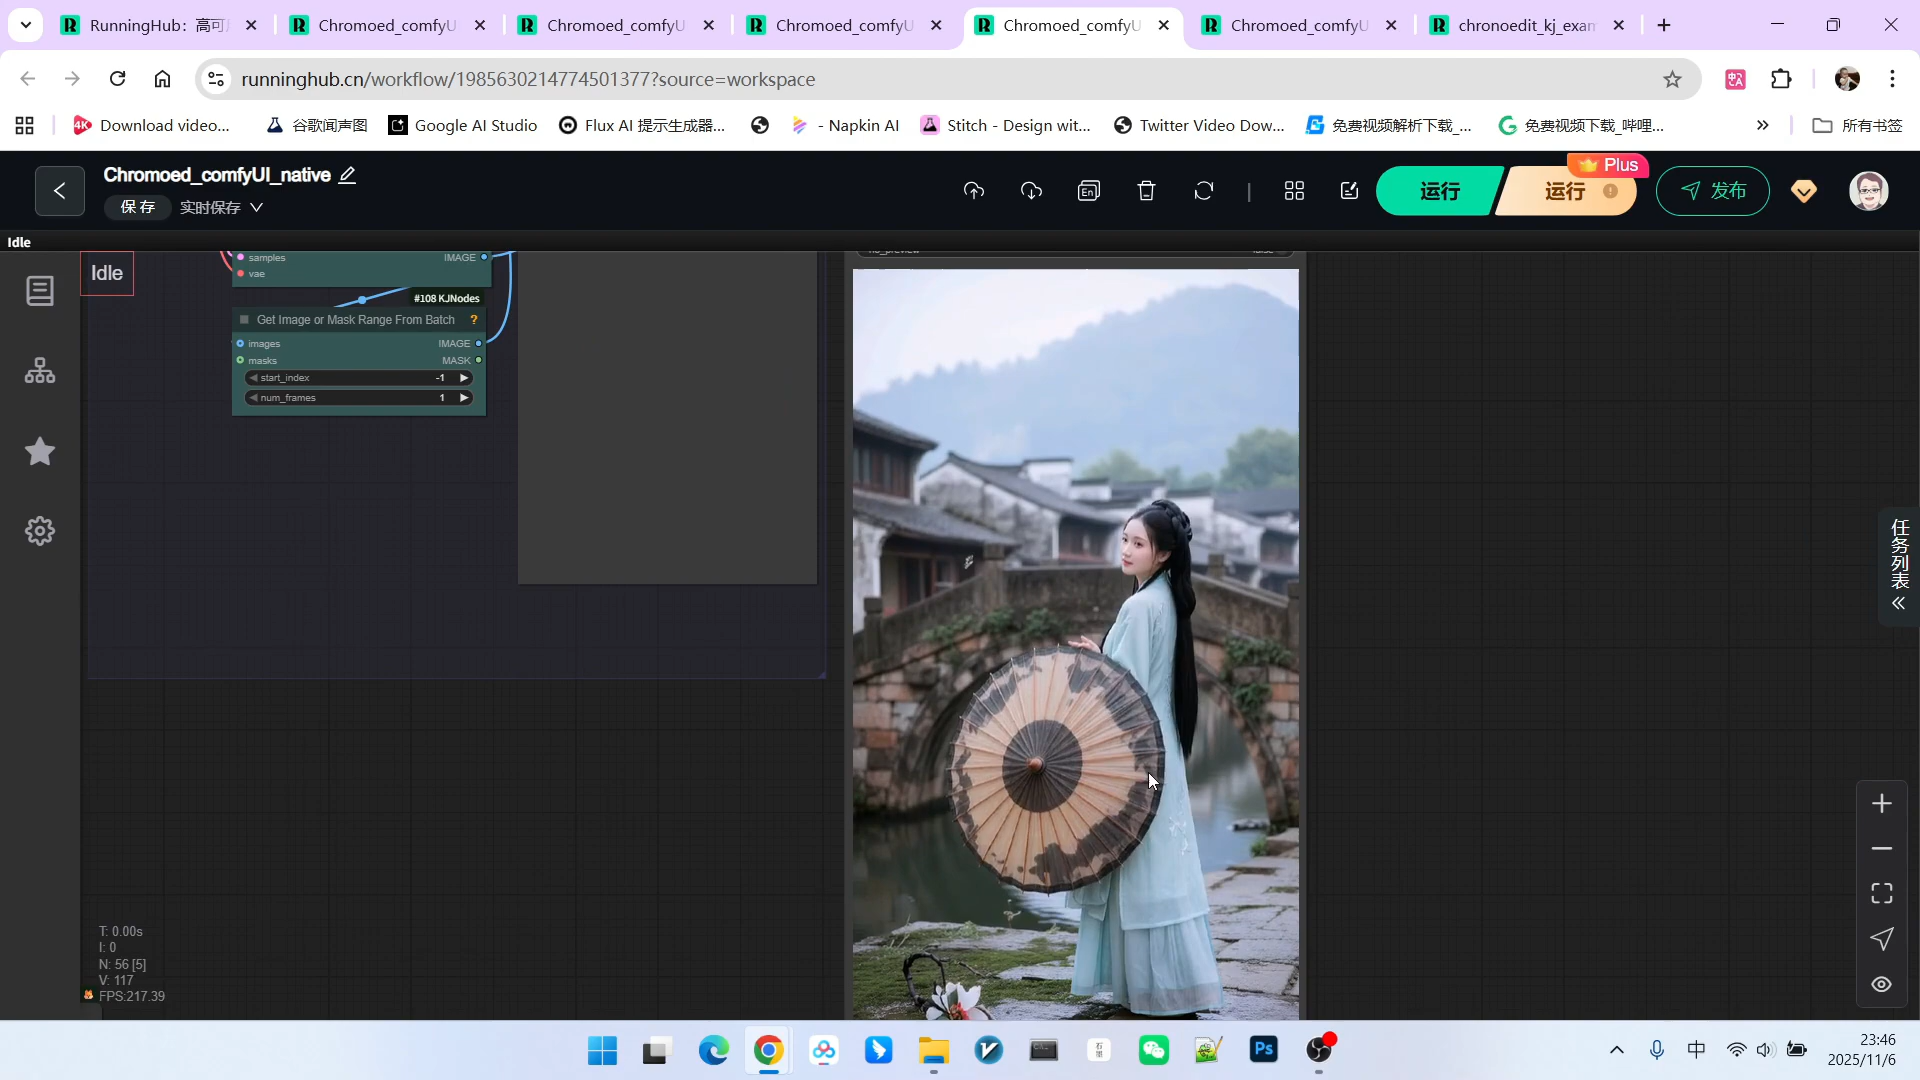 RunningHub：高可用
Chromoed_comfyU
Chromoed_comfyU
Chromoed_comfyU
Chromoed_comfyU
Chromoed_comfyU
chronoedit_kj_exam
runninghub.cn/workflow/1985630214774501377?source=workspace
Download video...
谷歌闻声图
Google AI Studio
Flux AI 提示生成器...
- Napkin AI
Stitch - Design wit...
Twitter Video Dow...
免费视频解析下载_...
免费视频下载_哔哩...
所有书签
Chromoed_comfyUI_native
保存
实时保存
En
运行
运行
Plus
发布
Idle
Idle
samples
IMAGE
vae
#108 KJNodes
Get Image or Mask Range From Batch
?
images
IMAGE
masks
MASK
start_index
-1
num_frames
1
任务列表
T: 0.00s
I: 0
N: 56 [5]
V: 117
FPS:217.39
Ps
中
23:46
2025/11/6